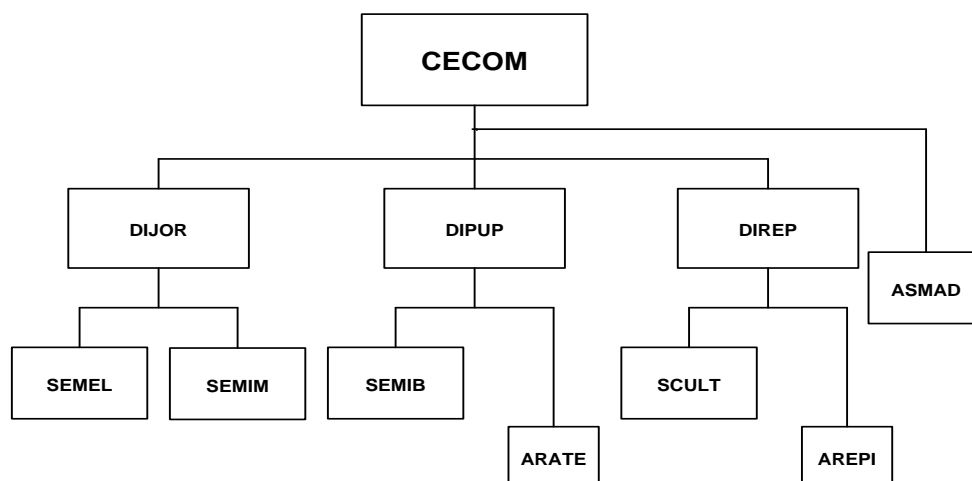 CECOM
DIJOR
DIPUP
DIREP
ASMAD
SEMEL
SEMIM
SEMIB
SCULT
ARATE
AREPI